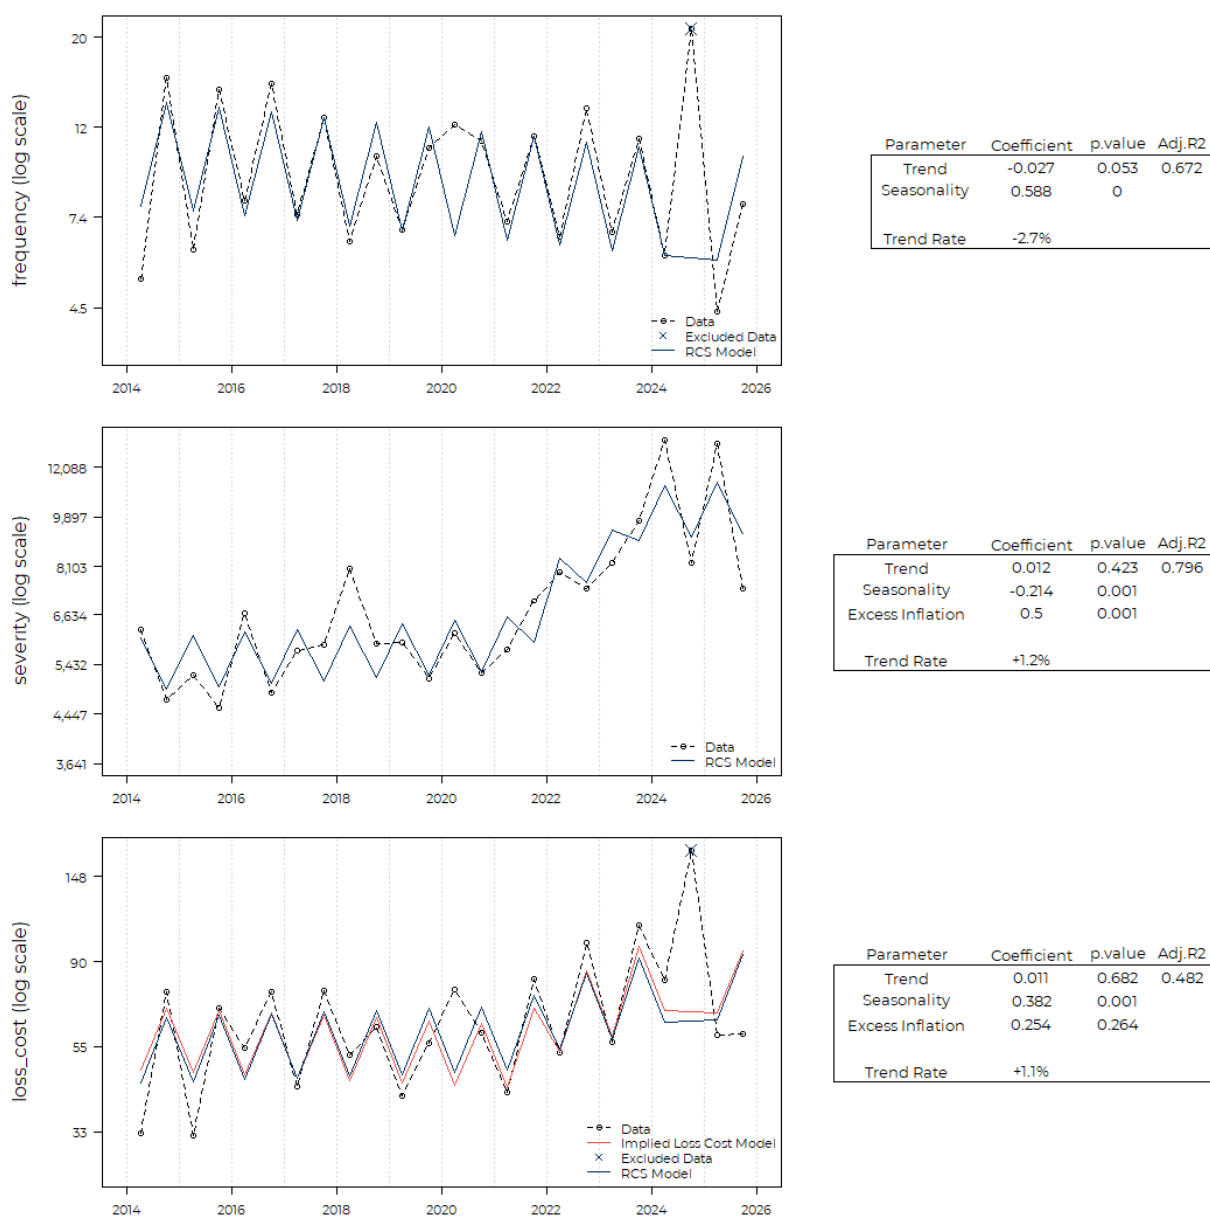 frequency (log scale)
20
12
7.4
4.5
Data
Excluded Data
RCS Model
2014 2016 2018 2020 2022 2024 2026
Parameter Coefficient p.value Adj.R2
Trend -0.027 0.053 0.672
Seasonality 0.588 0
Trend Rate -2.7%
severity (log scale)
12,088
9,897
8,103
6,634
5,432
4,447
3,641
Data
RCS Model
2014 2016 2018 2020 2022 2024 2026
Parameter Coefficient p.value Adj.R2
Trend 0.012 0.423 0.796
Seasonality -0.214 0.001
Excess Inflation 0.5 0.001
Trend Rate +1.2%
loss_cost (log scale)
148
90
55
33
Data
Implied Loss Cost Model
Excluded Data
RCS Model
2014 2016 2018 2020 2022 2024 2026
Parameter Coefficient p.value Adj.R2
Trend 0.011 0.682 0.482
Seasonality 0.382 0.001
Excess Inflation 0.254 0.264
Trend Rate +1.1%